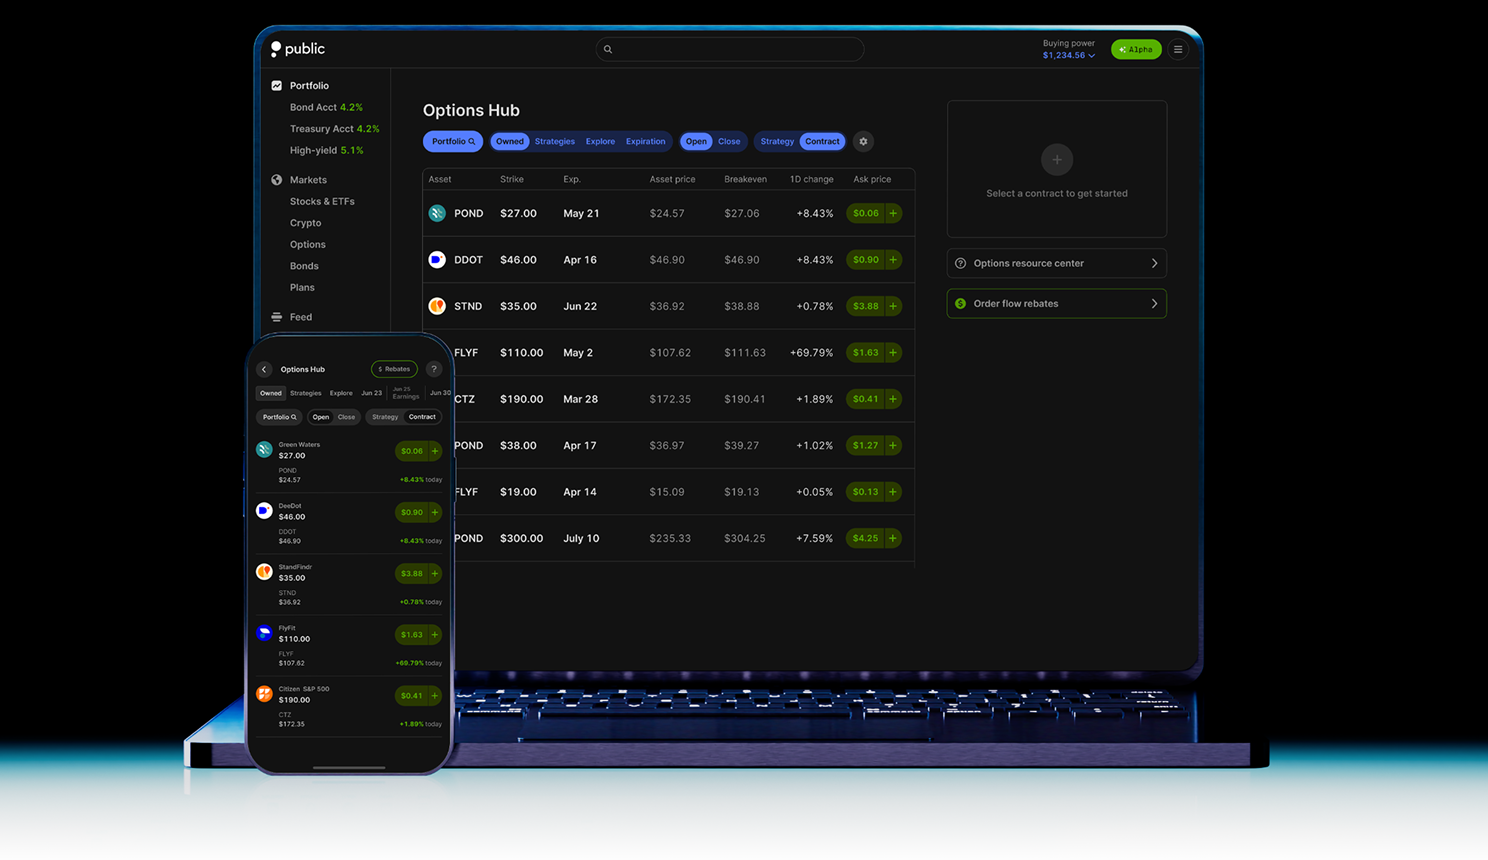 public
Buying power
$1,234.56
Alpha
Portfolio
Bond Acct 4.2%
Treasury Acct 4.2%
High-yield 5.1%
Markets
Stocks & ETFs
Crypto
Options
Bonds
Plans
Feed
Options Hub
Portfolio Owned Strategies Explore Expiration Open Close Strategy Contract
Asset Strike Exp. Asset price Breakeven 1D change Ask price
POND $27.00 May 21 $24.57 $27.06 +8.43% $0.06 +
DDOT $46.00 Apr 16 $46.90 $46.90 +8.43% $0.90 +
STND $35.00 Jun 22 $36.92 $38.88 +0.78% $3.88 +
FLYF $110.00 May 2 $107.62 $111.63 +69.79% $1.63 +
CTZ $190.00 Mar 28 $172.35 $190.41 +1.89% $0.41 +
POND $38.00 Apr 17 $36.97 $39.27 +1.02% $1.27 +
FLYF $19.00 Apr 14 $15.09 $19.13 +0.05% $0.13 +
POND $300.00 July 10 $235.33 $304.25 +7.59% $4.25 +
+
Select a contract to get started
? Options resource center
$ Order flow rebates
Options Hub $ Rebates ?
Owned Strategies Explore Jun 23 Jun 25 Earnings Jun 30
Portfolio Open Close Strategy Contract
Green Waters
$27.00 $0.06 +
POND
$24.57 +8.43% today
DeeDot
$46.00 $0.90 +
DDOT
$46.90 +8.43% today
StandFindr
$35.00 $3.88 +
STND
$36.92 +0.78% today
FlyFit
$110.00 $1.63 +
FLYF
$107.62 +69.79% today
Citizen S&P 500
$190.00 $0.41 +
CTZ
$172.35 +1.89% today
delete
return
shift
command